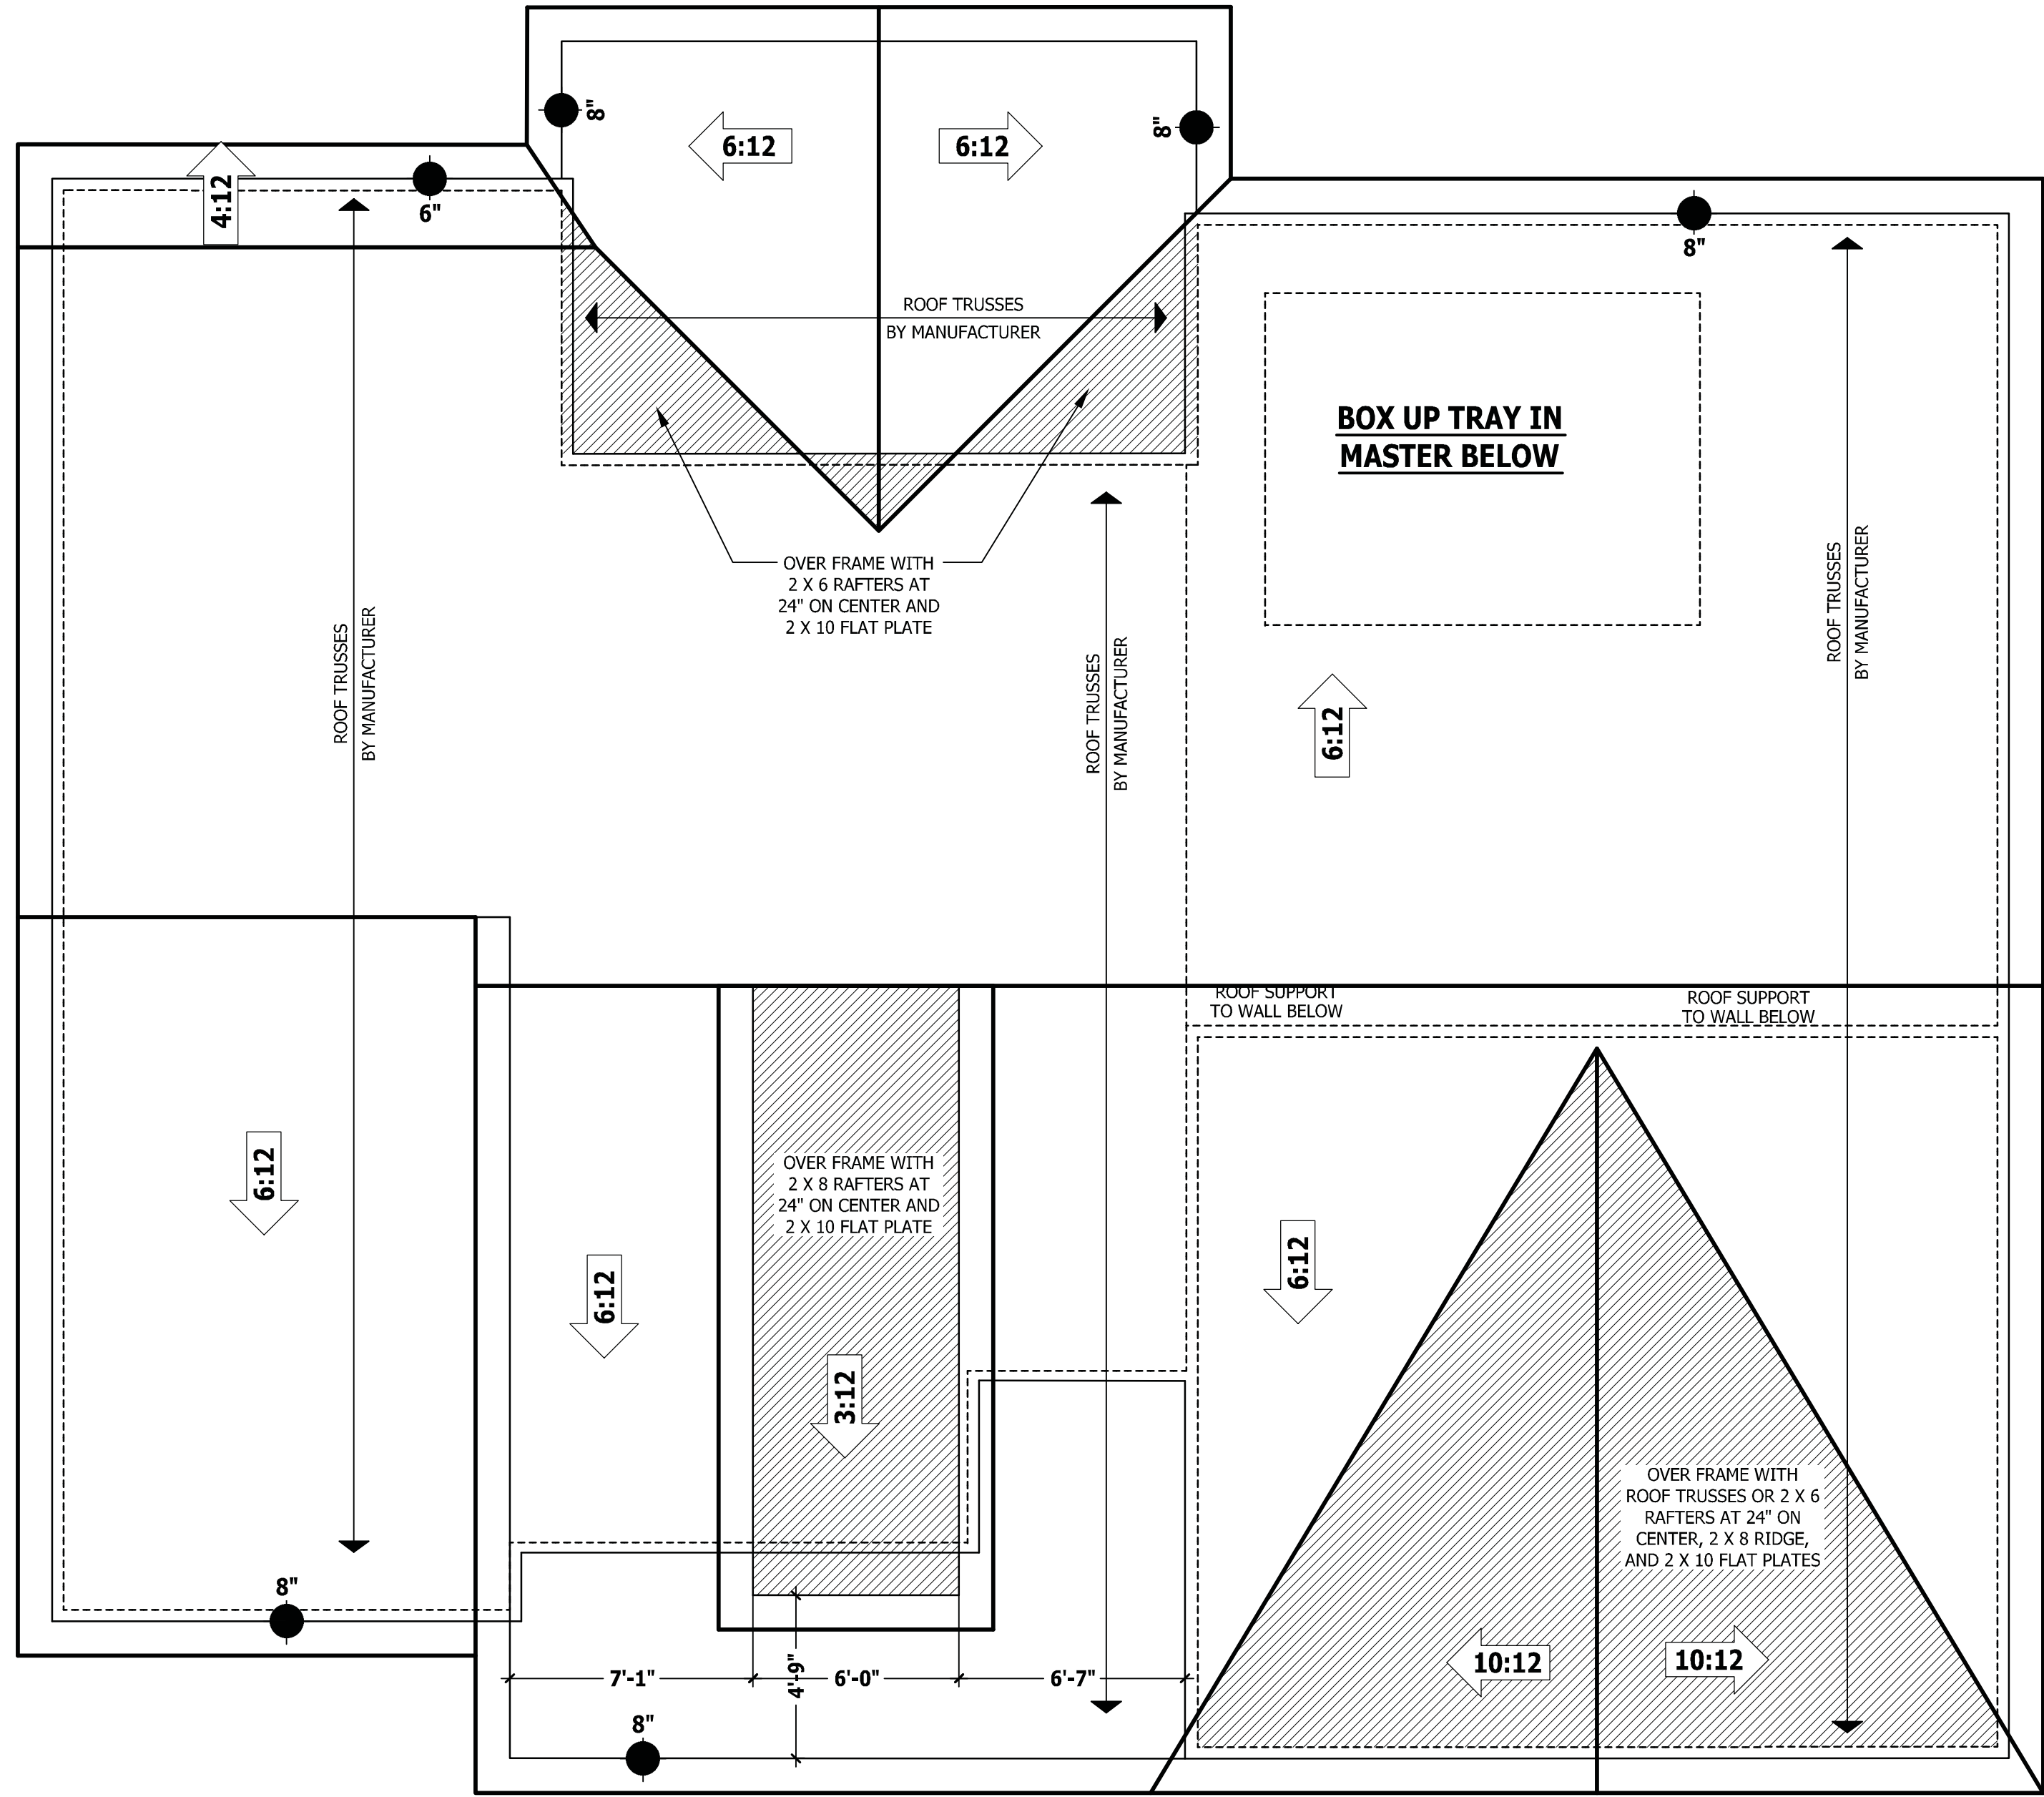 8"
8"
6:12
6:12
4:12
6"
8"
ROOF TRUSSES
BY MANUFACTURER
BOX UP TRAY IN
MASTER BELOW
OVER FRAME WITH
2 X 6 RAFTERS AT
24" ON CENTER AND
2 X 10 FLAT PLATE
ROOF TRUSSES
BY MANUFACTURER
ROOF TRUSSES
BY MANUFACTURER
ROOF TRUSSES
BY MANUFACTURER
6:12
ROOF SUPPORT
TO WALL BELOW
ROOF SUPPORT
TO WALL BELOW
6:12
OVER FRAME WITH
2 X 8 RAFTERS AT
24" ON CENTER AND
2 X 10 FLAT PLATE
6:12
6:12
3:12
OVER FRAME WITH
ROOF TRUSSES OR 2 X 6
RAFTERS AT 24" ON
CENTER, 2 X 8 RIDGE,
AND 2 X 10 FLAT PLATES
8"
7'-1"
4'-9"
6'-0"
6'-7"
10:12
10:12
8"